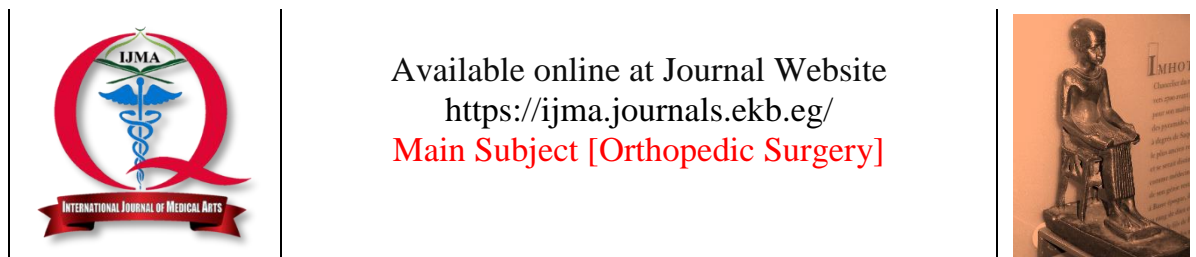 IJMA
INTERNATIONAL JOURNAL OF MEDICAL ARTS
Available online at Journal Website
https://ijma.journals.ekb.eg/
Main Subject [Orthopedic Surgery]
IMHOT